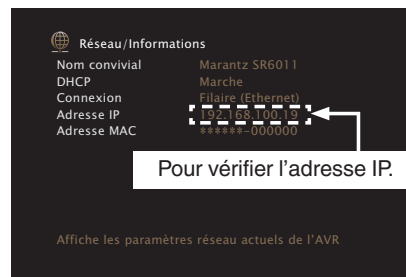 Réseau/Informations
Nom convivial Marantz SR6011
DHCP Marche
Connexion Filaire (Ethernet)
Adresse IP 192.168.100.19
Adresse MAC ******-000000
Pour vérifier l’adresse IP.
Affiche les paramètres réseau actuels de l’AVR